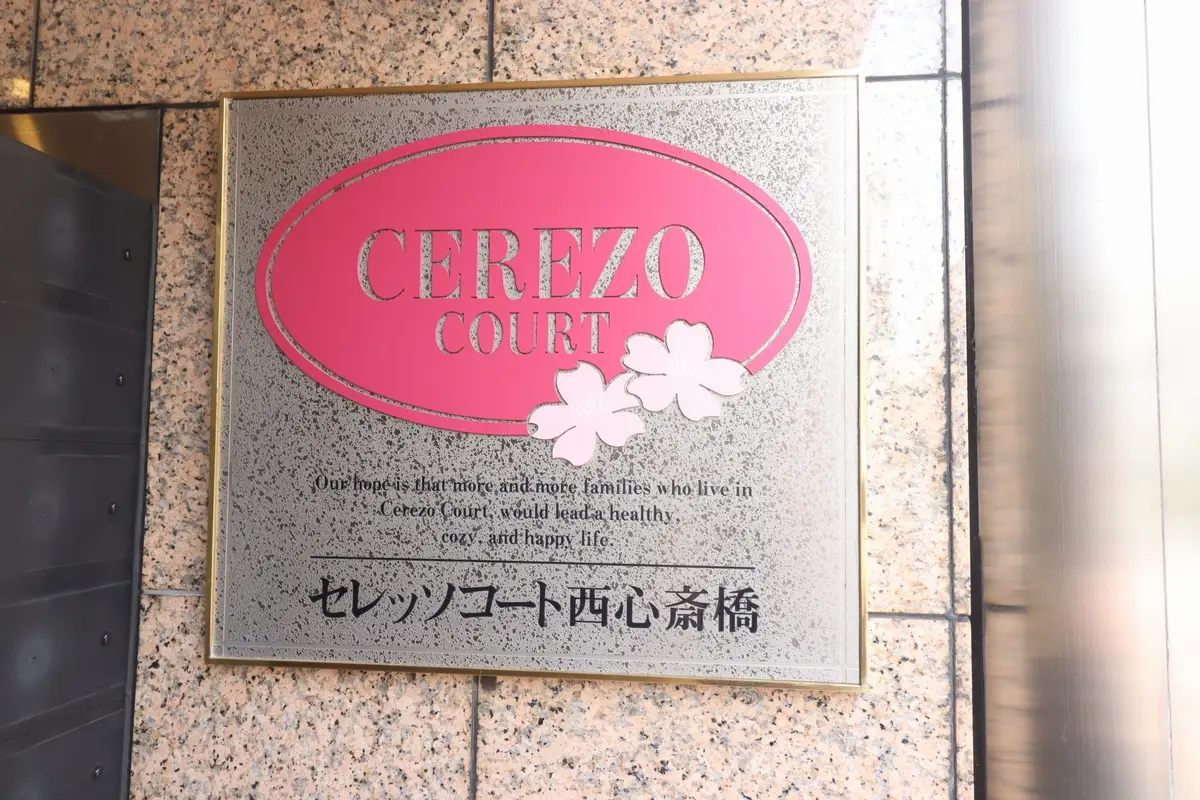 CEREZO
COURT
Our hope is that more and more families who live in
Cerezo Court, would lead a healthy,
cozy, and happy life.
セレッソコート西心斎橋